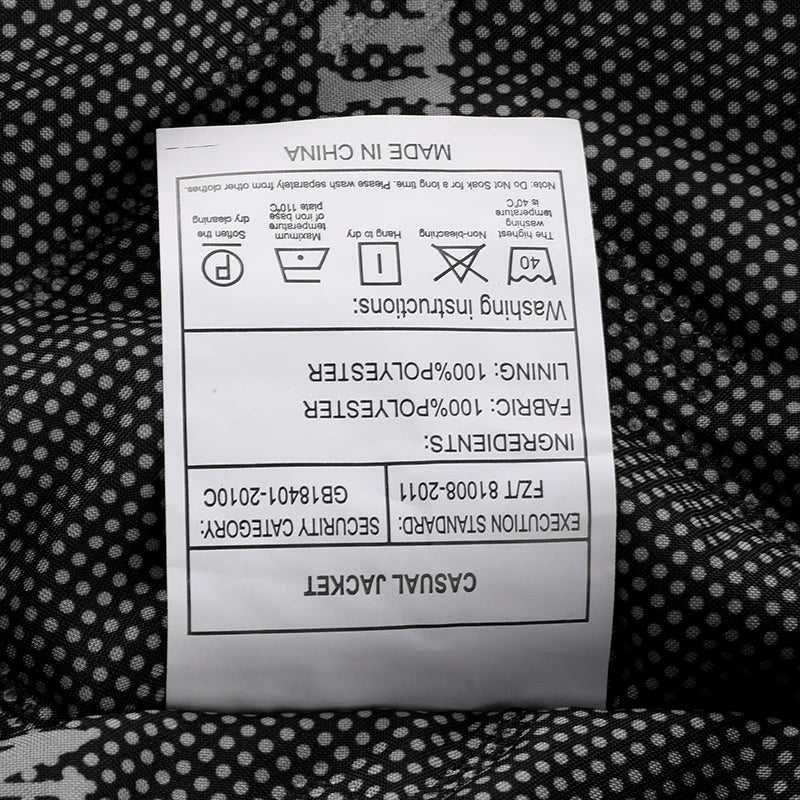 CASUAL JACKET
EXECUTION STANDARD:
FZ/T 81008-2011
SECURITY CATEGORY:
GB18401-2010C
INGREDIENTS:
FABRIC: 100%POLYESTER
LINING: 100%POLYESTER
Washing instructions:
40
The highest
washing
temperature
is 40℃
Non-bleaching
Hang to dry
Maximum
temperature
of iron base
plate 110℃
P
Soften the
dry cleaning
Note: Do Not Soak for a long time. Please wash separately from other clothes.
MADE IN CHINA